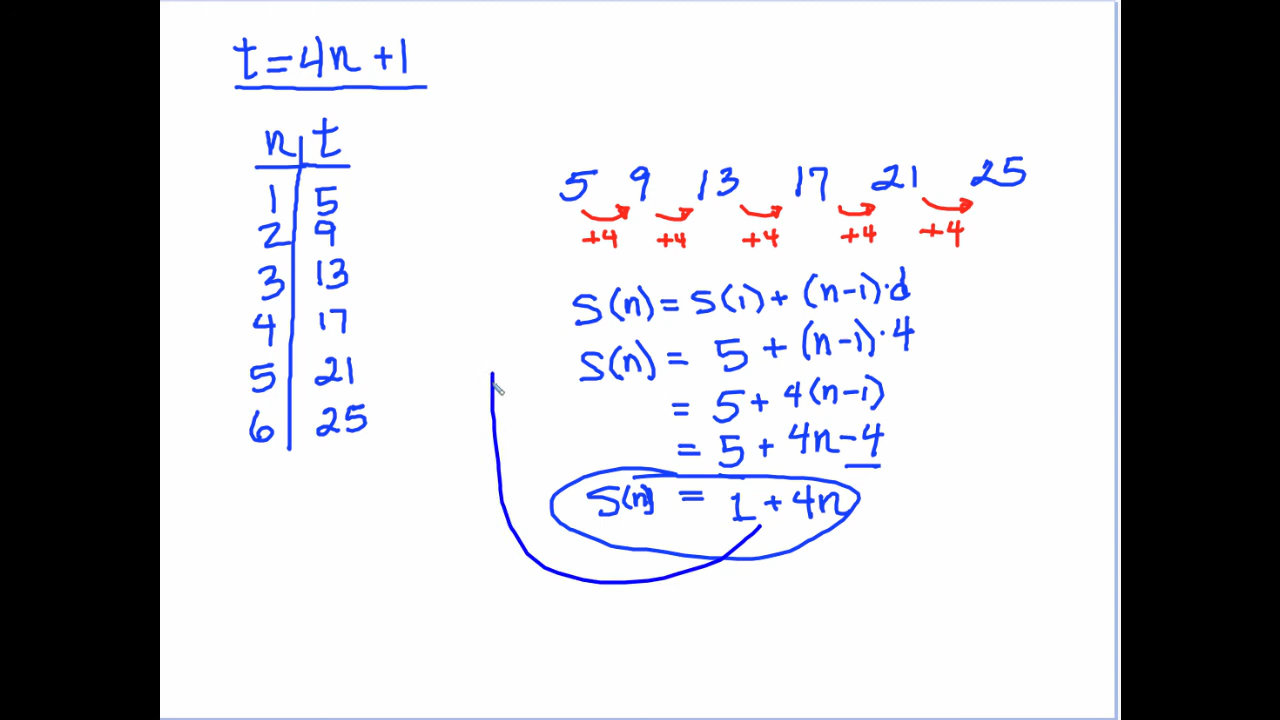 t=4n+1
n t
1 5
2 9
3 13
4 17
5 21
6 25
5 9 13 17 21 25
+4 +4 +4 +4 +4
S(n) = S(1) + (n-1)·d
S(n) = 5 + (n-1)·4
= 5 + 4(n-1)
= 5 + 4n-4
S(n) = 1 + 4n